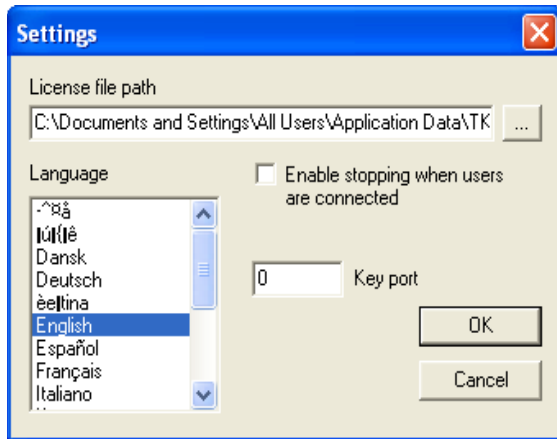 Settings
License file path
C:\Documents and Settings\All Users\Application Data\TK
...
Language
Enable stopping when users
are connected
-^¤å
Dansk
Deutsch
English
Español
Français
Italiano
0
Key port
OK
Cancel